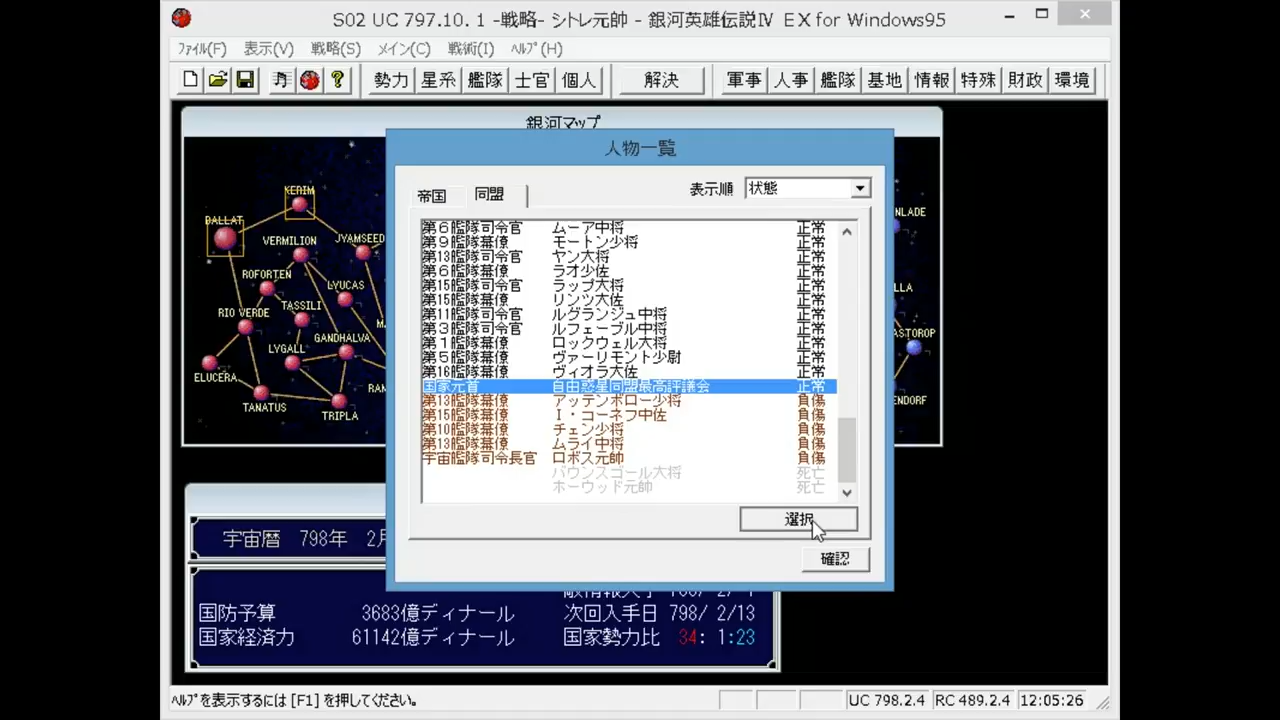 S02 UC 797.10. 1 -戦略- シトレ元帥 - 銀河英雄伝説Ⅳ EX for Windows95
ﾌｧｲﾙ(F) 表示(V) 戦略(S) メイン(C) 戦術(I) ﾍﾙﾌﾟ(H)
勢力 星系 艦隊 士官 個人 解決 軍事 人事 艦隊 基地 情報 特殊 財政 環境
銀河マップ
人物一覧
帝国 同盟 表示順 状態
第6艦隊司令官 ムーア中将 正常
第9艦隊幕僚 モートン少将 正常
第13艦隊司令官 ヤン大将 正常
第6艦隊幕僚 ラオ少佐 正常
第15艦隊司令官 ラップ大将 正常
第15艦隊幕僚 リンツ大佐 正常
第11艦隊司令官 ルグランジュ中将 正常
第3艦隊司令官 ルフェーブル中将 正常
第1艦隊幕僚 ロックウェル大将 正常
第5艦隊幕僚 ヴァーリモント少尉 正常
第16艦隊幕僚 ヴィオラ大佐 正常
国家元首 自由惑星同盟最高評議会 正常
第13艦隊幕僚 アッテンボロー少将 負傷
第15艦隊幕僚 Ｉ・コーネフ中佐 負傷
第10艦隊幕僚 チェン少将 負傷
第13艦隊幕僚 ムライ中将 負傷
宇宙艦隊司令長官 ロボス元帥 負傷
バウンスゴール大将 死亡
ホーウッド元帥 死亡
選択
確認
KERIM
BALLAT
VERMILION
JYAMSEED
ROFORTEN
LYUCAS
TASSILI
RIO VERDE
GANDHALVA
LYGALL
ELUCERA
RAN
TANATUS
TRIPLA
NLADE
LLA
ASTOROP
ENDORF
宇宙暦 798年 2月
国防予算 3683億ディナール 次回入手日 798/ 2/13
国家経済力 61142億ディナール 国家勢力比 34: 1:23
ﾍﾙﾌﾟを表示するには [F1] を押してください。
UC 798.2.4 RC 489.2.4 12:05:26